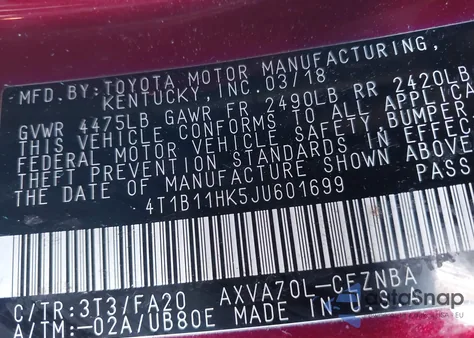 MFD. BY: TOYOTA MOTOR MANUFACTURING,
KENTUCKY, INC. 03/18
GVWR 4475LB GAWR FR 2490LB RR 2420LB
THIS VEHICLE CONFORMS TO ALL APPLICA
FEDERAL MOTOR VEHICLE SAFETY BUMPER
THEFT PREVENTION STANDARDS IN EFFEC
THE DATE OF MANUFACTURE SHOWN ABO
4T1B11HK5JU601699 PASS
C/TR:3T3/FA20 AXVA70L-CEZNBA
A/TM:-02A/UB80E MADE IN U.S